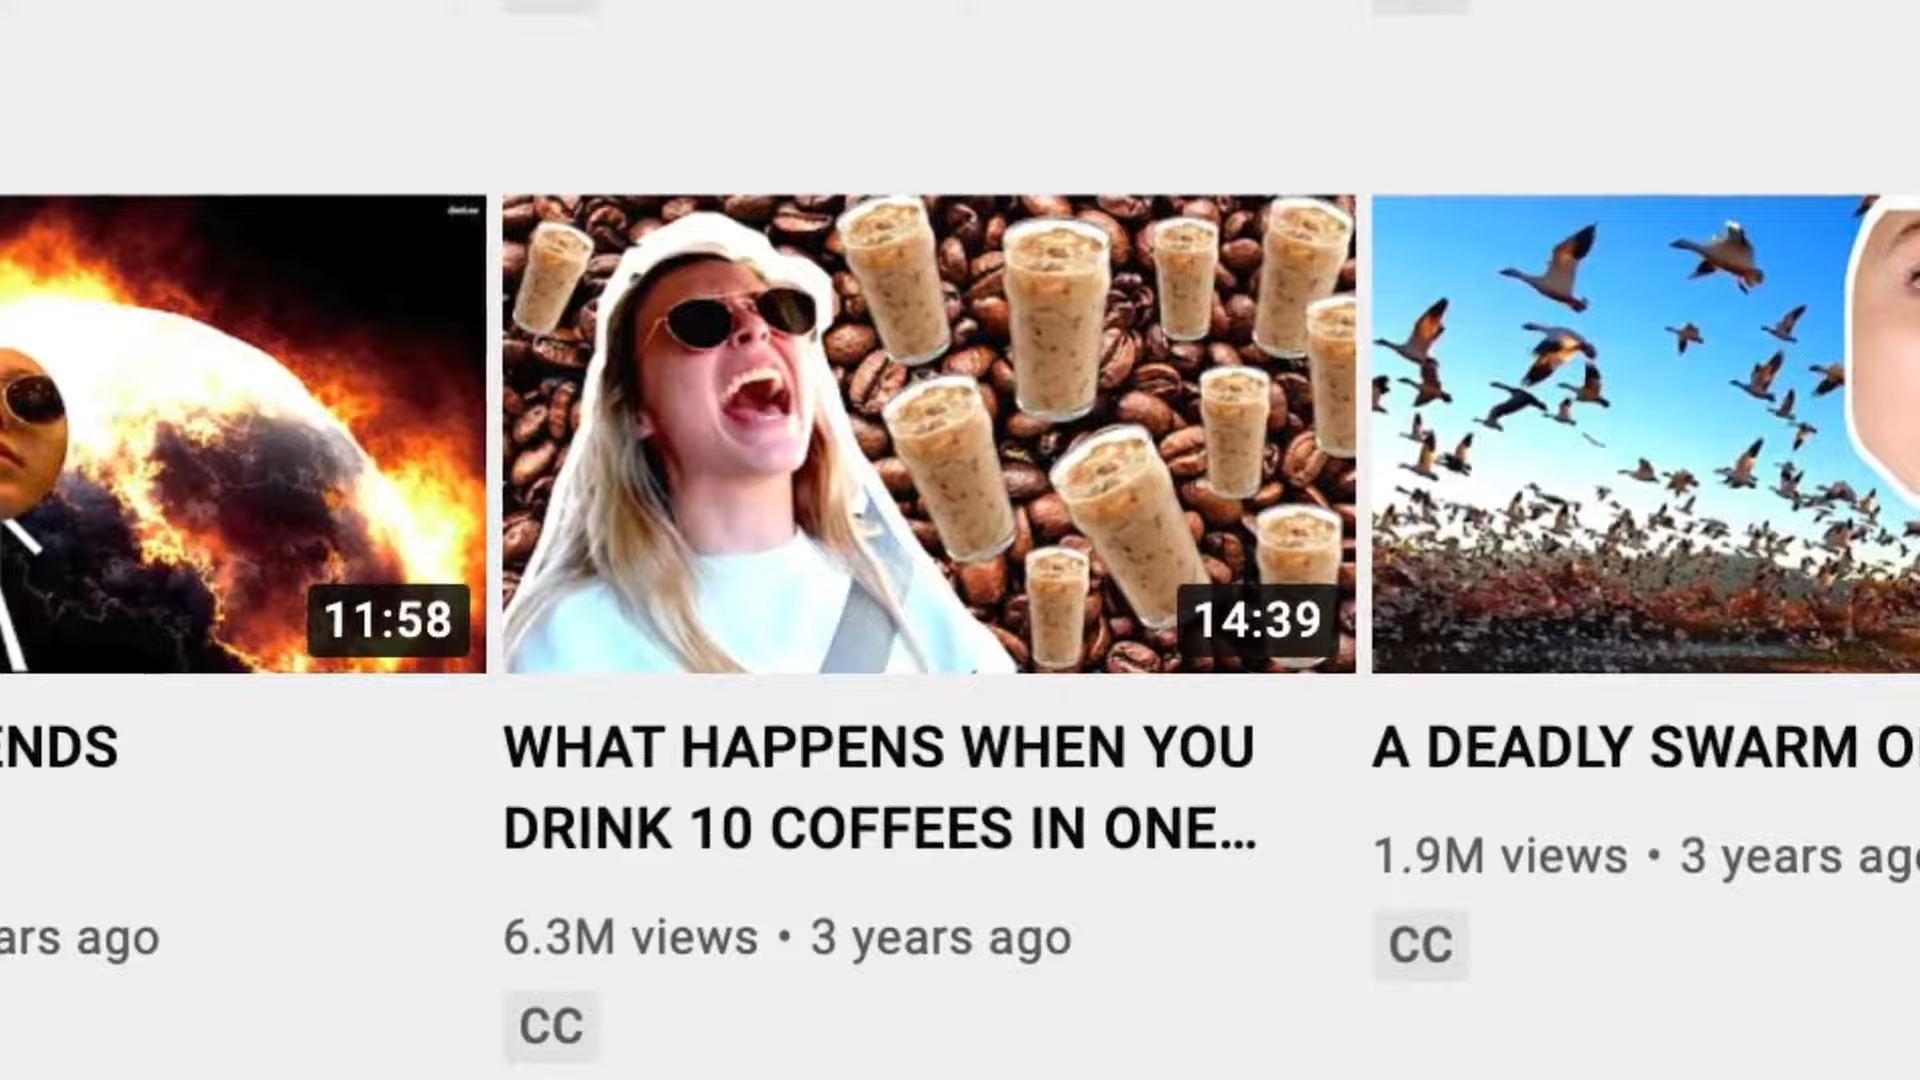 11:58
ENDS
ars ago
14:39
WHAT HAPPENS WHEN YOU
DRINK 10 COFFEES IN ONE…
6.3M views • 3 years ago
CC
A DEADLY SWARM
1.9M views • 3 years ago
CC